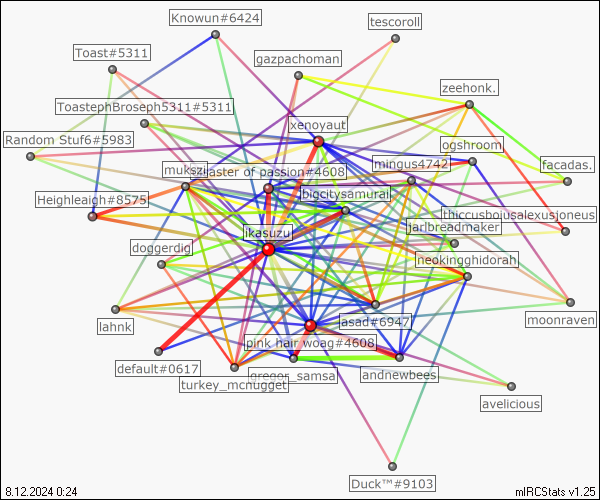 Knowun#6424
tescoroll
Toast#5311
gazpachoman
zeehonk.
ToastephBroseph5311#5311
xenoyaut
ogshroom
Random Stuf6#5983
mingus4742
mukszi
aster of passion#4608
facadas.
bigcitysamurai
Heighleaigh#8575
thiccusbojusalexusjoneus
jarlbreadmaker
ikasuzu
doggerdig
neokingghidorah
moonraven
lahnk
asad#6947
pink hair woag#4608
default#0617
gregor_samsa
andnewbees
turkey_mcnugget
avelicious
Duck™#9103
8.12.2024 0:24
mIRCStats v1.25